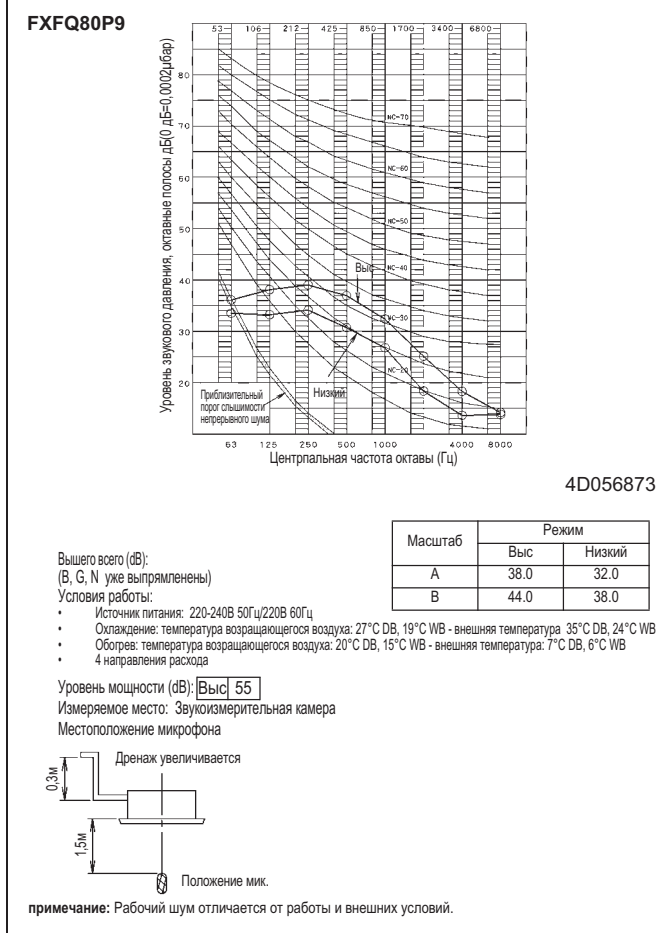 FXFQ80P9
53 106 212 425 850 1700 3400 6800
Уровень звукового давления, октавные полосы дБ(0 дБ=0,0002μбар)
80
70
60
50
40
30
20
NC-70
NC-60
NC-50
NC-40
NC-30
NC-20
Выс
Низкий
Приблизительный
порог слышимости
непрерывного шума
63 125 250 500 1000 4000 8000
Центрпальная частота октавы (Гц)
4D056873
Масштаб Режим
Выс Низкий
A 38.0 32.0
B 44.0 38.0
Вышего всего (dB):
(B, G, N уже выпрямленены)
Условия работы:
• Источник питания: 220-240В 50Гц/220В 60Гц
• Охлаждение: температура возращающегося воздуха: 27°C DB, 19°C WB - внешняя температура 35°C DB, 24°C WB
• Обогрев: температура возращающегося воздуха: 20°C DB, 15°C WB - внешняя температура: 7°C DB, 6°C WB
• 4 направления расхода
Уровень мощности (dB): Выс 55
Измеряемое место: Звукоизмерительная камера
Местоположение микрофона
Дренаж увеличивается
0,3м
1,5м
Положение мик.
примечание: Рабочий шум отличается от работы и внешних условий.